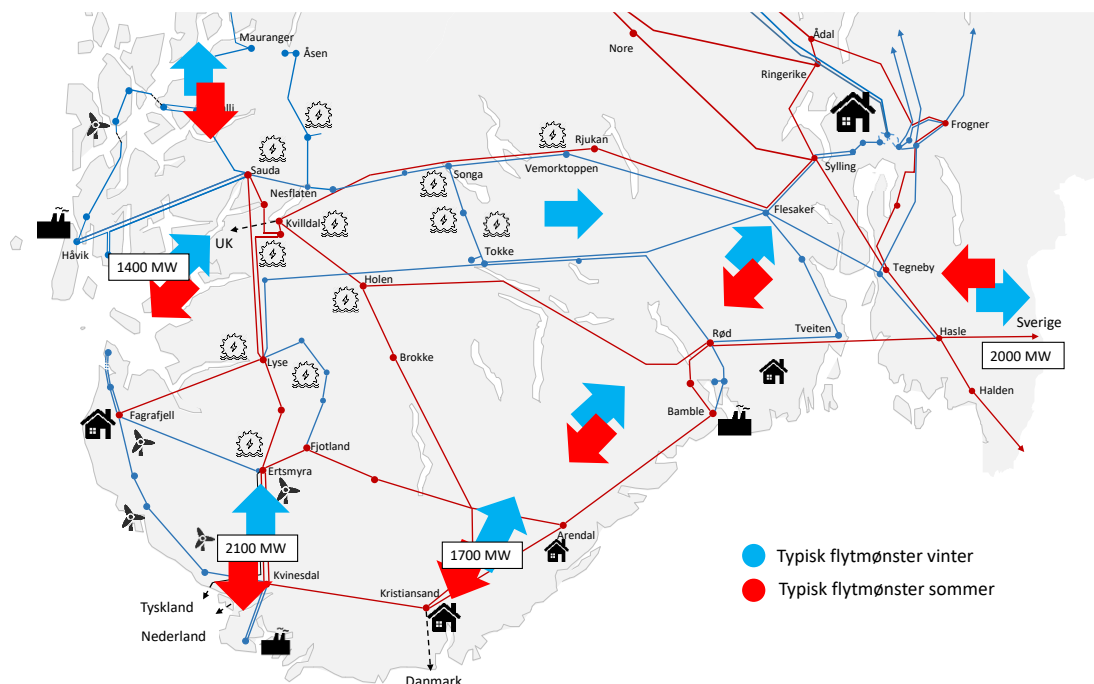 Ådal
Mauranger
Åsen
Nore
Ringerike
Frogner
Rjukan
Sauda
Songa
Vemorktoppen
Sylling
Nesflaten
Kvilldal
Flesaker
UK
Håvik
Tokke
1400 MW
Holen
Tegneby
Sverige
Rød
Tveiten
Hasle
2000 MW
Lyse
Brokke
Halden
Fagrafjell
Bamble
Fjotland
Ertsmyra
Arendal
2100 MW
1700 MW
Typisk flytmønster vinter
Kvinesdal
Kristiansand
Typisk flytmønster sommer
Tyskland
Nederland
Danmark